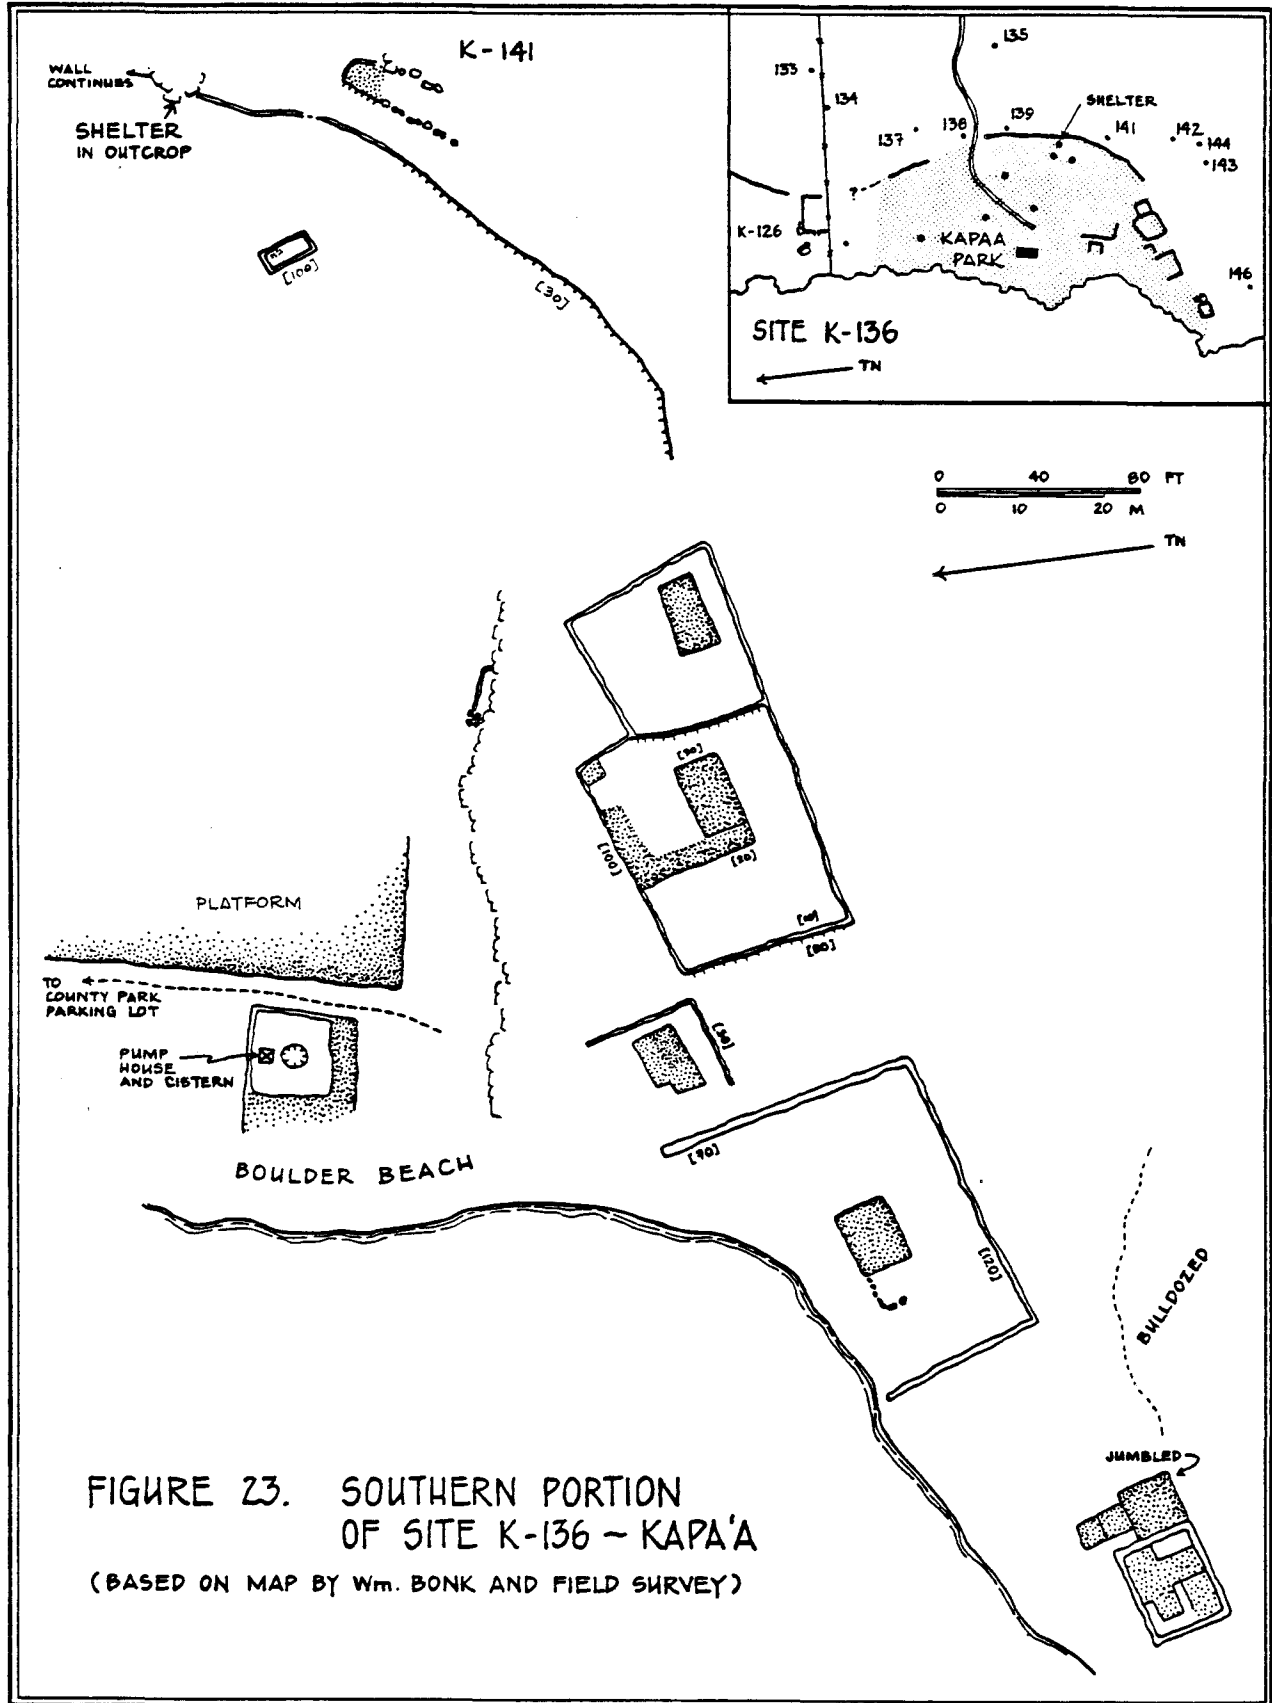 K-141
WALL
CONTINUES
SHELTER
IN OUTCROP
[100]
[30]
135
133
134
SHELTER
137
138
139
141
142
144
143
?
K-126
KAPAA
PARK
146
SITE K-136
TN
0 40 80 FT
0 10 20 M
TN
[90]
[100]
[20]
[80]
PLATFORM
TO
COUNTY PARK
PARKING LOT
PUMP
HOUSE
AND CISTERN
[50]
[70]
BOULDER BEACH
[120]
BULLDOZED
JUMBLED
FIGURE 23. SOUTHERN PORTION
OF SITE K-136 ~ KAPA'A
(BASED ON MAP BY Wm. BONK AND FIELD SURVEY)